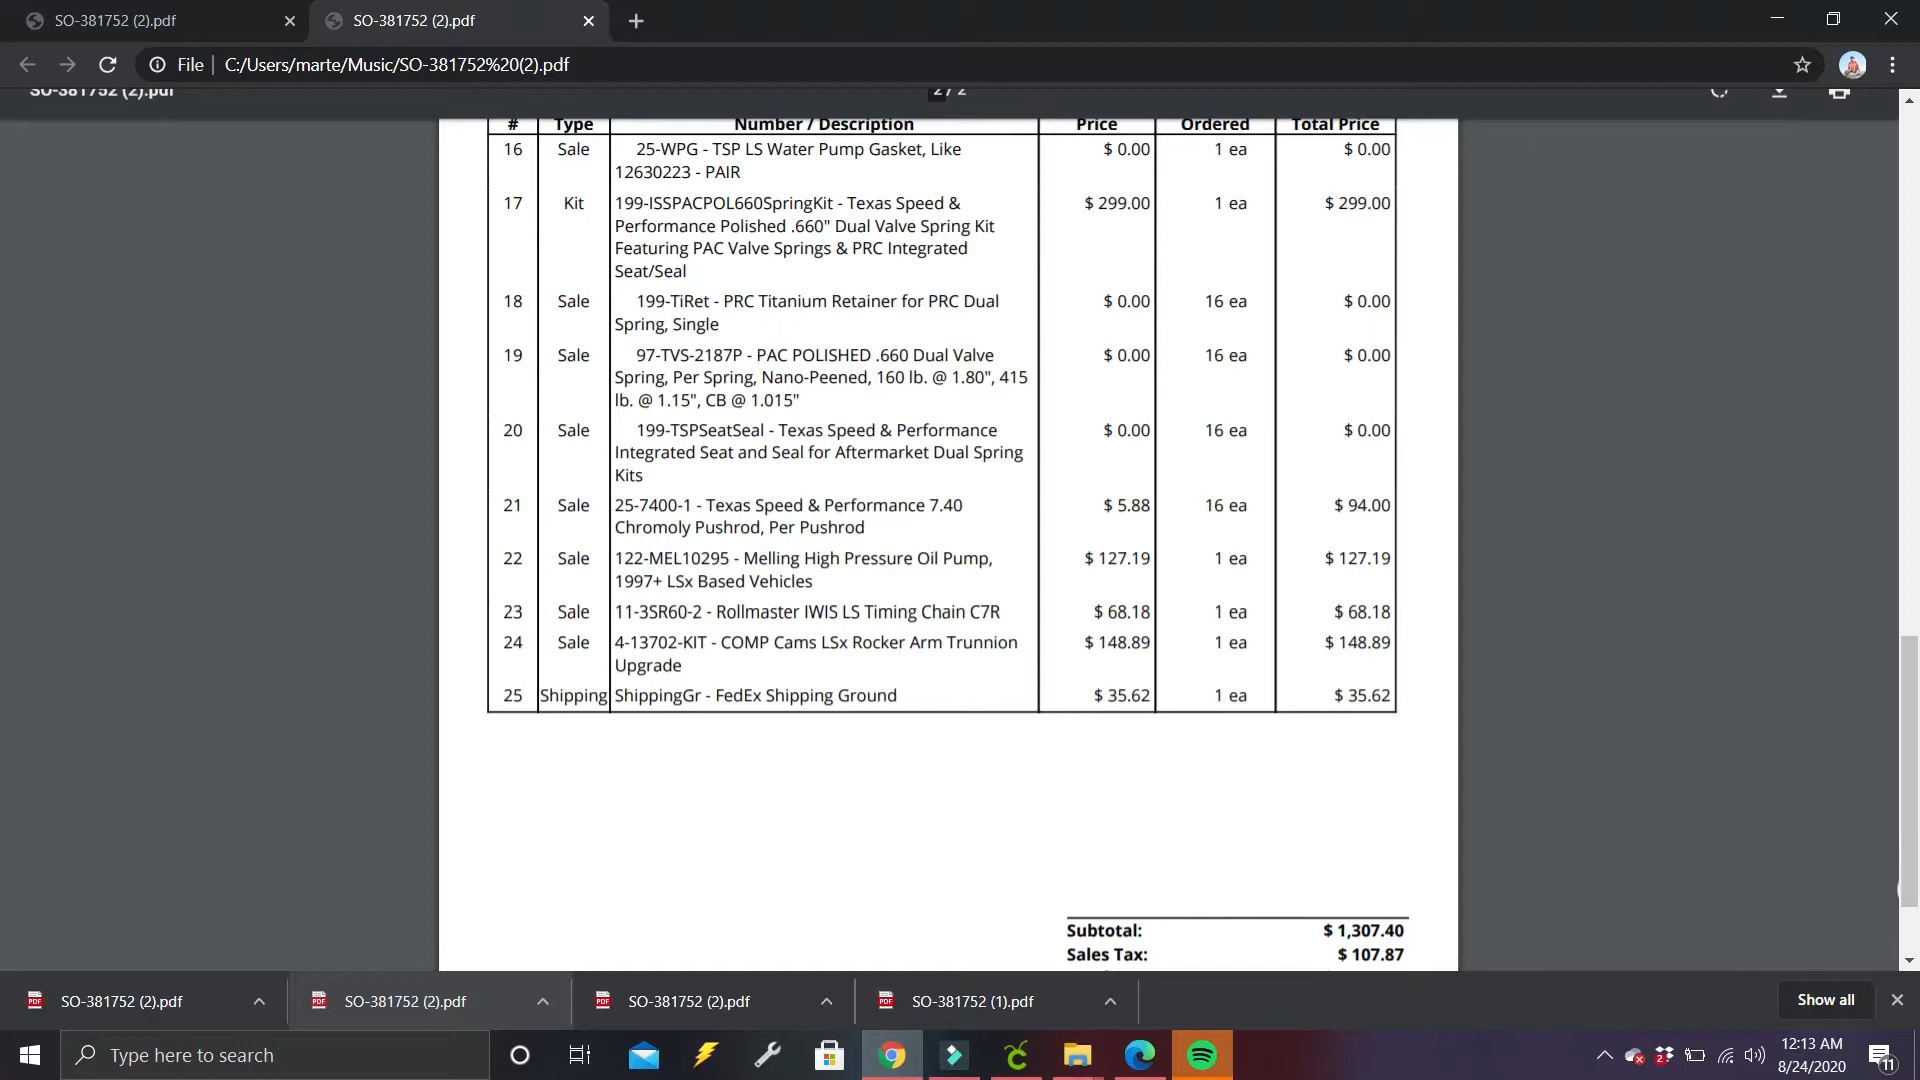 SO-381752 (2).pdf
SO-381752 (2).pdf
File C:/Users/marte/Music/SO-381752%20(2).pdf
SO-381752 (2).pdf
2 / 2
# Type Number / Description Price Ordered Total Price
16 Sale 25-WPG - TSP LS Water Pump Gasket, Like $ 0.00 1 ea $ 0.00
12630223 - PAIR
17 Kit 199-ISSPACPOL660SpringKit - Texas Speed & $ 299.00 1 ea $ 299.00
Performance Polished .660" Dual Valve Spring Kit
Featuring PAC Valve Springs & PRC Integrated
Seat/Seal
18 Sale 199-TiRet - PRC Titanium Retainer for PRC Dual $ 0.00 16 ea $ 0.00
Spring, Single
19 Sale 97-TVS-2187P - PAC POLISHED .660 Dual Valve $ 0.00 16 ea $ 0.00
Spring, Per Spring, Nano-Peened, 160 lb. @ 1.80", 415
lb. @ 1.15", CB @ 1.015"
20 Sale 199-TSPSeatSeal - Texas Speed & Performance $ 0.00 16 ea $ 0.00
Integrated Seat and Seal for Aftermarket Dual Spring
Kits
21 Sale 25-7400-1 - Texas Speed & Performance 7.40 $ 5.88 16 ea $ 94.00
Chromoly Pushrod, Per Pushrod
22 Sale 122-MEL10295 - Melling High Pressure Oil Pump, $ 127.19 1 ea $ 127.19
1997+ LSx Based Vehicles
23 Sale 11-3SR60-2 - Rollmaster IWIS LS Timing Chain C7R $ 68.18 1 ea $ 68.18
24 Sale 4-13702-KIT - COMP Cams LSx Rocker Arm Trunnion $ 148.89 1 ea $ 148.89
Upgrade
25 Shipping ShippingGr - FedEx Shipping Ground $ 35.62 1 ea $ 35.62
Subtotal: $ 1,307.40
Sales Tax: $ 107.87
SO-381752 (2).pdf
SO-381752 (2).pdf
SO-381752 (2).pdf
SO-381752 (1).pdf
Show all
Type here to search
2
12:13 AM
8/24/2020
11